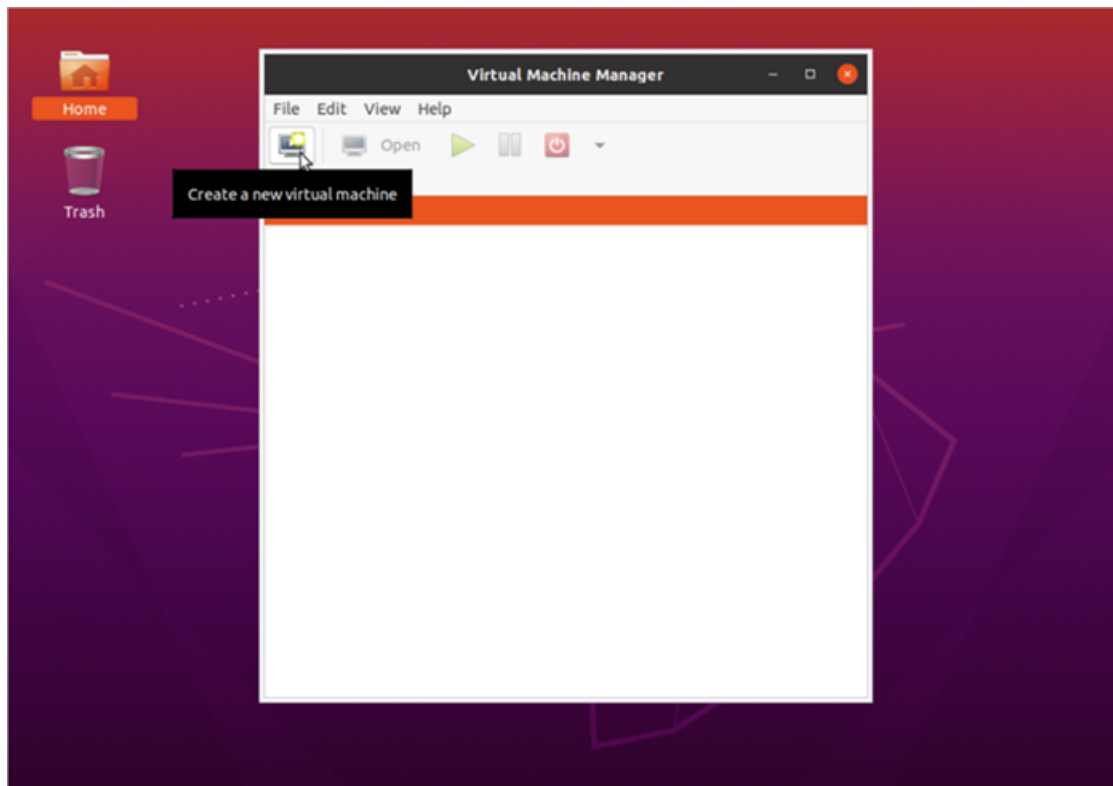 Home
Trash
Virtual Machine Manager
File Edit View Help
Open
Create a new virtual machine